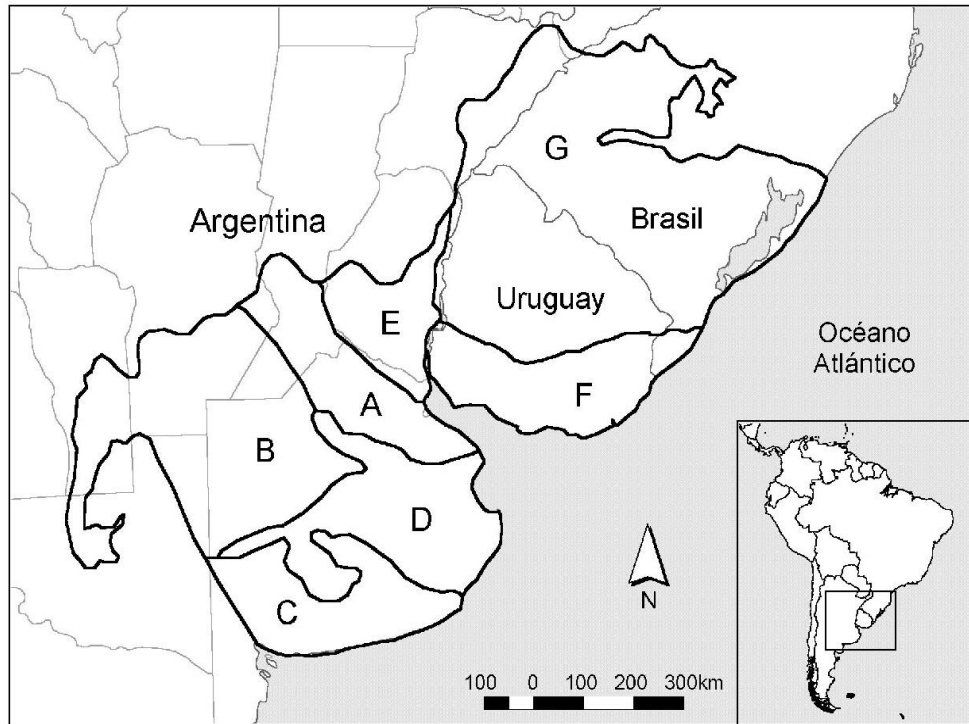 G
Argentina
Brasil
Uruguay
E
Océano
Atlántico
F
A
B
D
C
N
100 0 100 200 300km